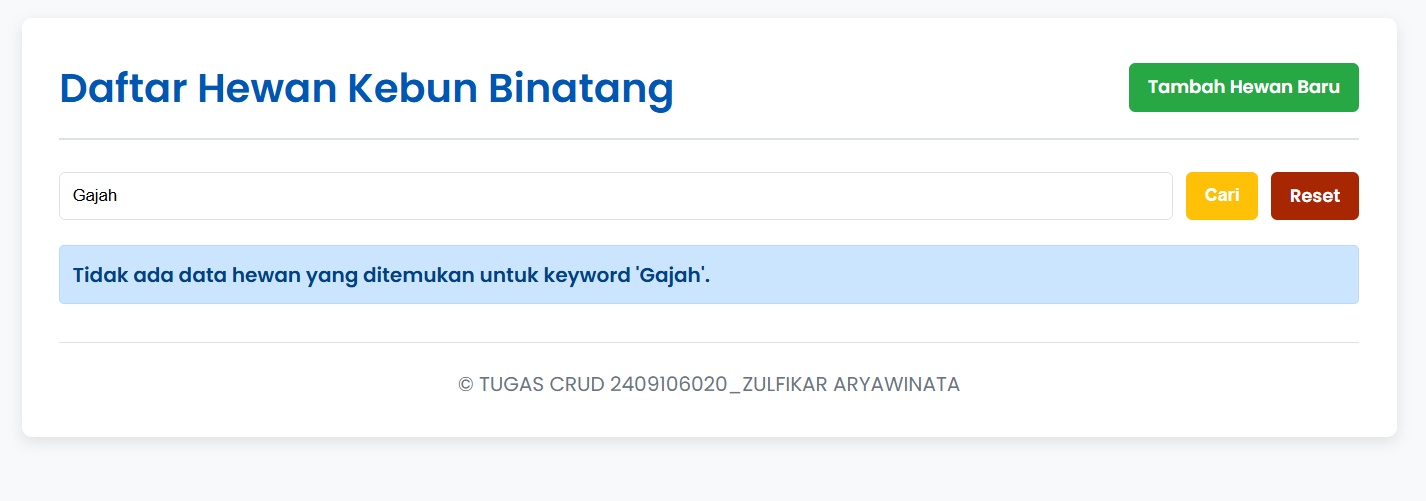 Daftar Hewan Kebun Binatang
Tambah Hewan Baru
Gajah
Cari
Reset
Tidak ada data hewan yang ditemukan untuk keyword 'Gajah'.
© TUGAS CRUD 2409106020_ZULFIKAR ARYAWINATA